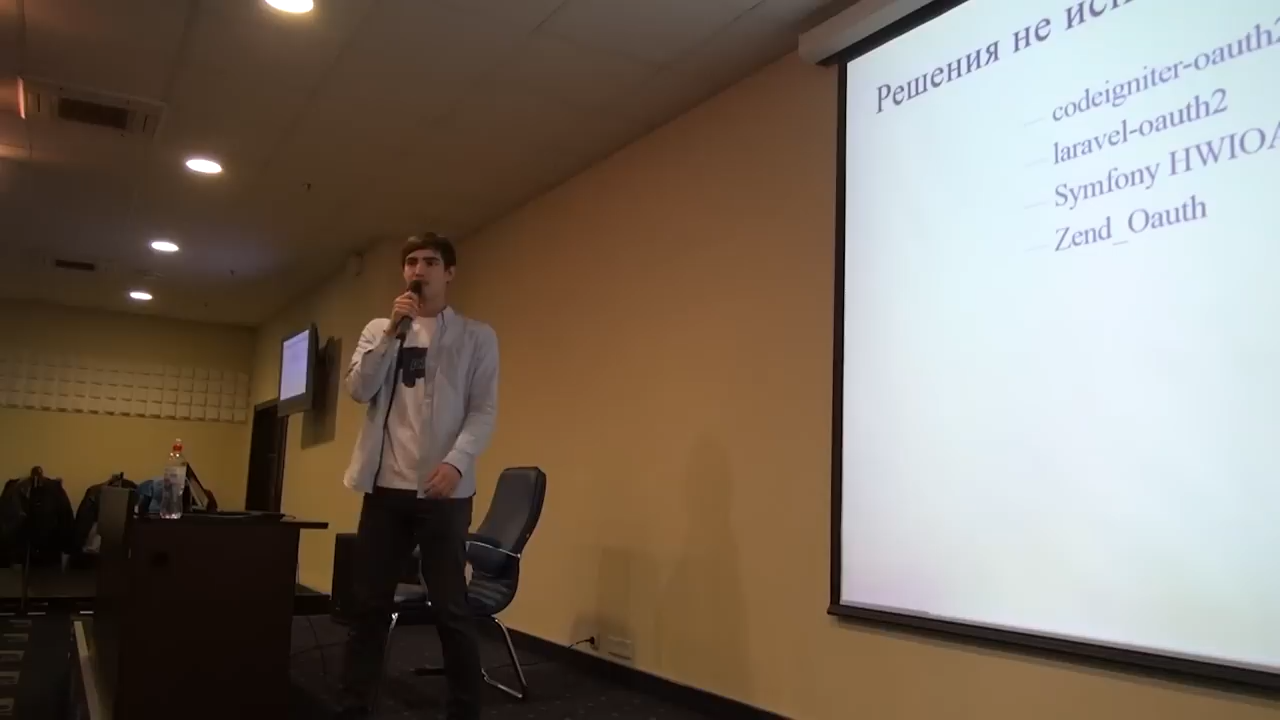 Решения не
codeigniter-oauth2
laravel-oauth2
Symfony
Zend_Oauth